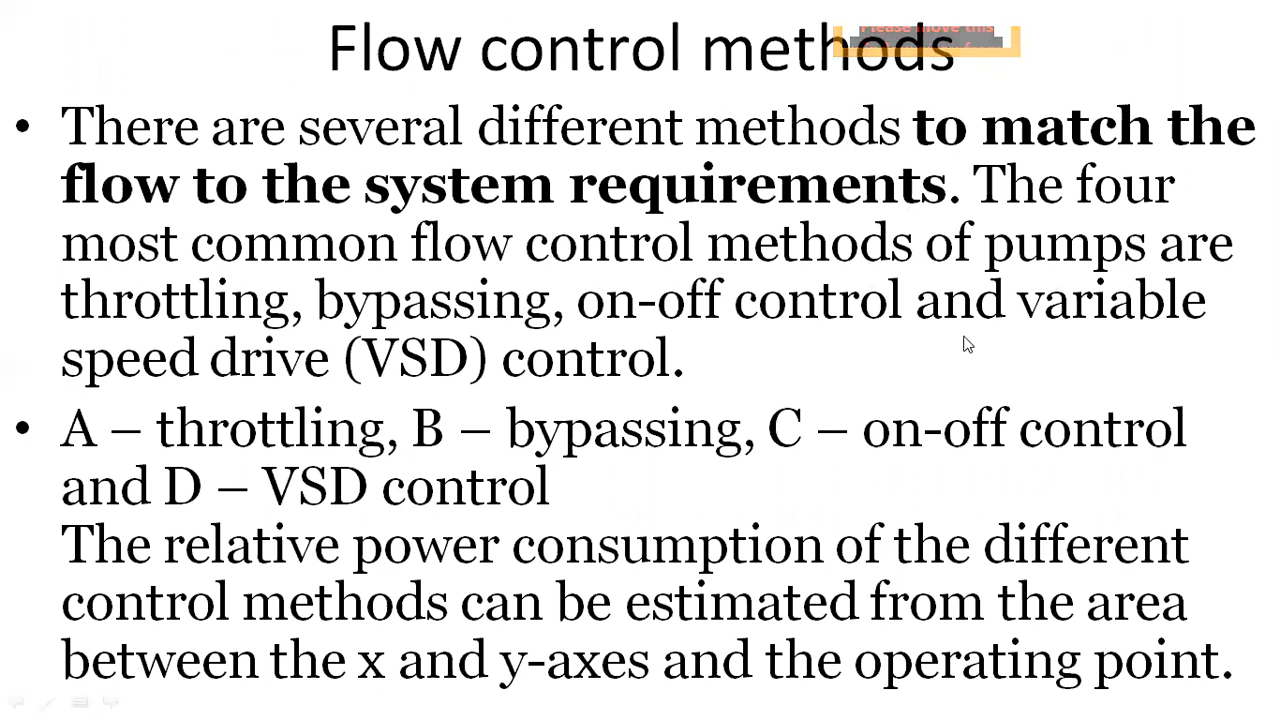 Flow control methods
Please move this
• There are several different methods to match the
flow to the system requirements. The four
most common flow control methods of pumps are
throttling, bypassing, on-off control and variable
speed drive (VSD) control.
• A – throttling, B – bypassing, C – on-off control
and D – VSD control
The relative power consumption of the different
control methods can be estimated from the area
between the x and y-axes and the operating point.